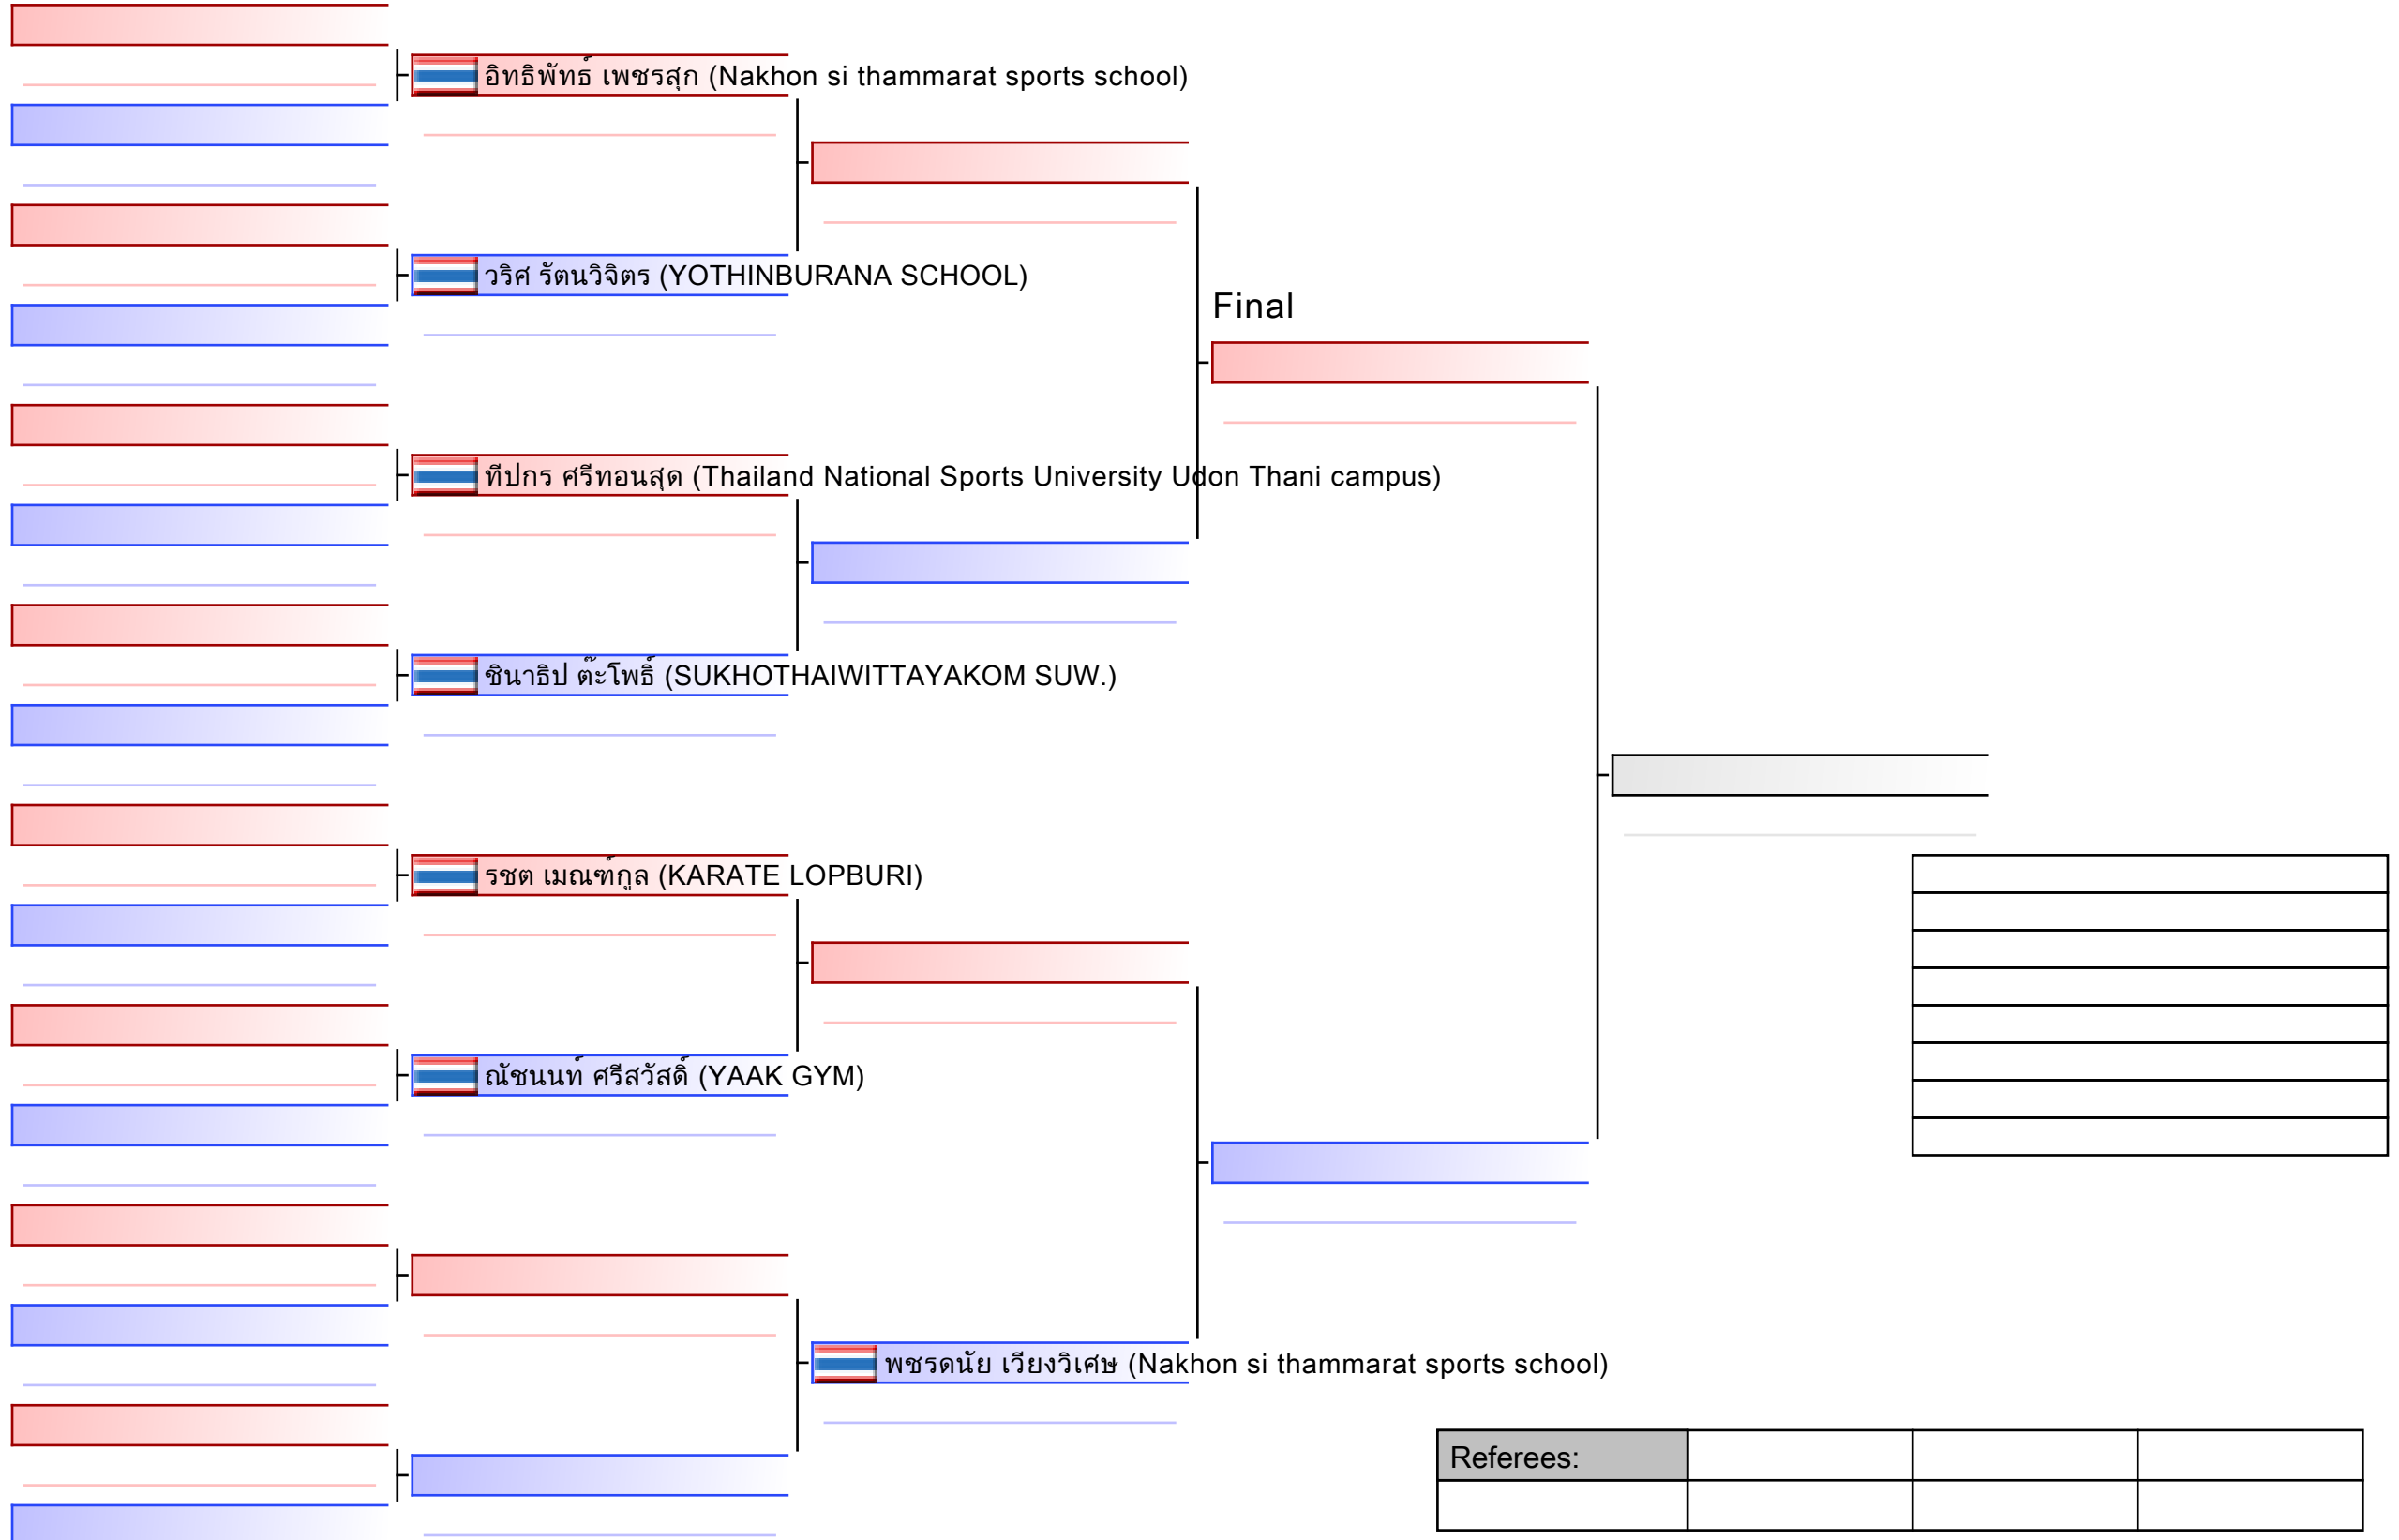 อิทธิพัทธ์ เพชรสุก (Nakhon si thammarat sports school)
วริศ รัตนวิจิตร (YOTHINBURANA SCHOOL)
Final
ทีปกร ศรีทอนสุด (Thailand National Sports University Udon Thani campus)
ชินาธิป ต๊ะโพธิ์ (SUKHOTHAIWITTAYAKOM SUW.)
รชต เมณฑ์กูล (KARATE LOPBURI)
ณัชนนท์ ศรีสวัสดิ์ (YAAK GYM)
พชรดนัย เวียงวิเศษ (Nakhon si thammarat sports school)
Referees: